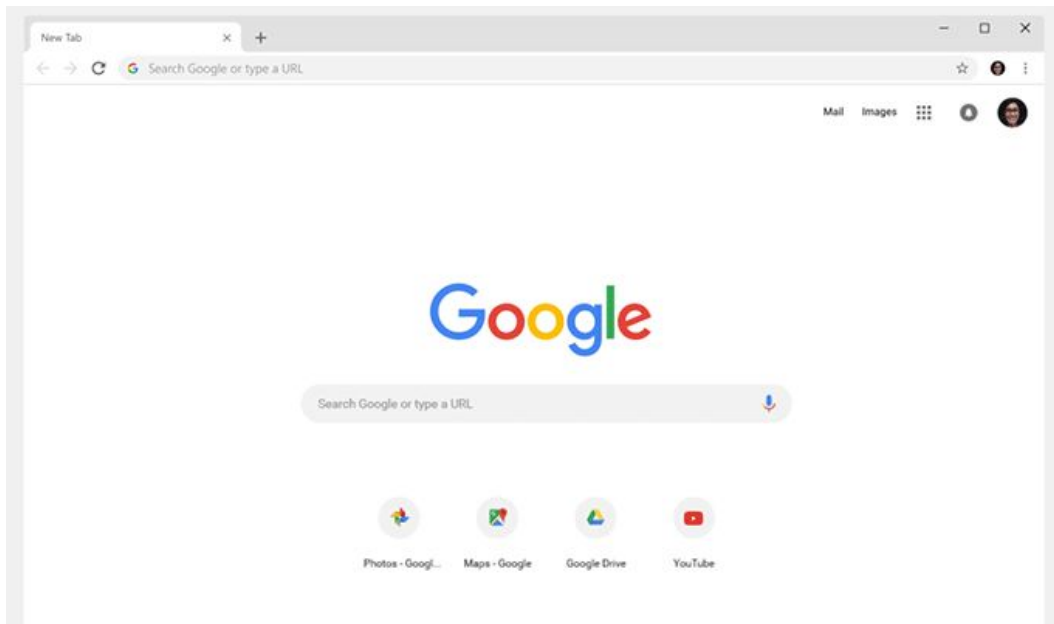 New Tab
Search Google or type a URL
Mail Images
Google
Search Google or type a URL
Photos - Googl... Maps - Google Google Drive YouTube